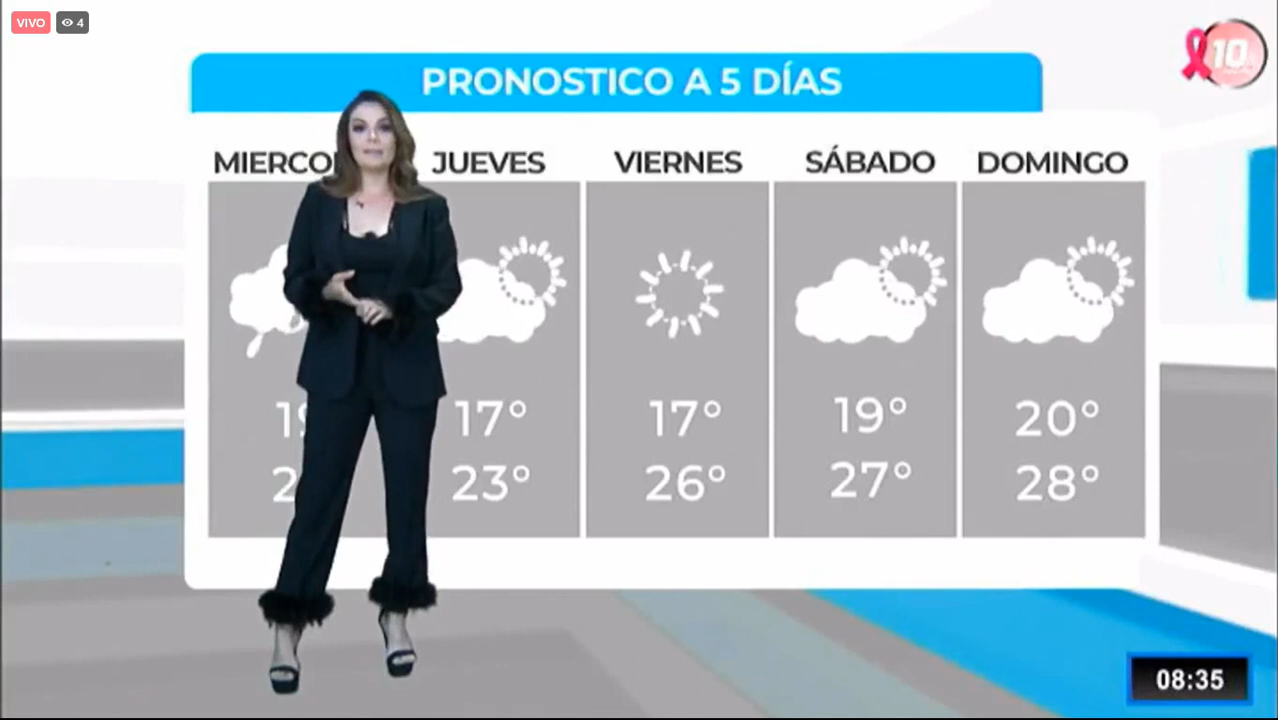 VIVO 4
10
PRONOSTICO A 5 DÍAS
JUEVES VIERNES SÁBADO DOMINGO
17° 17° 19° 20°
23° 26° 27° 28°
08:35